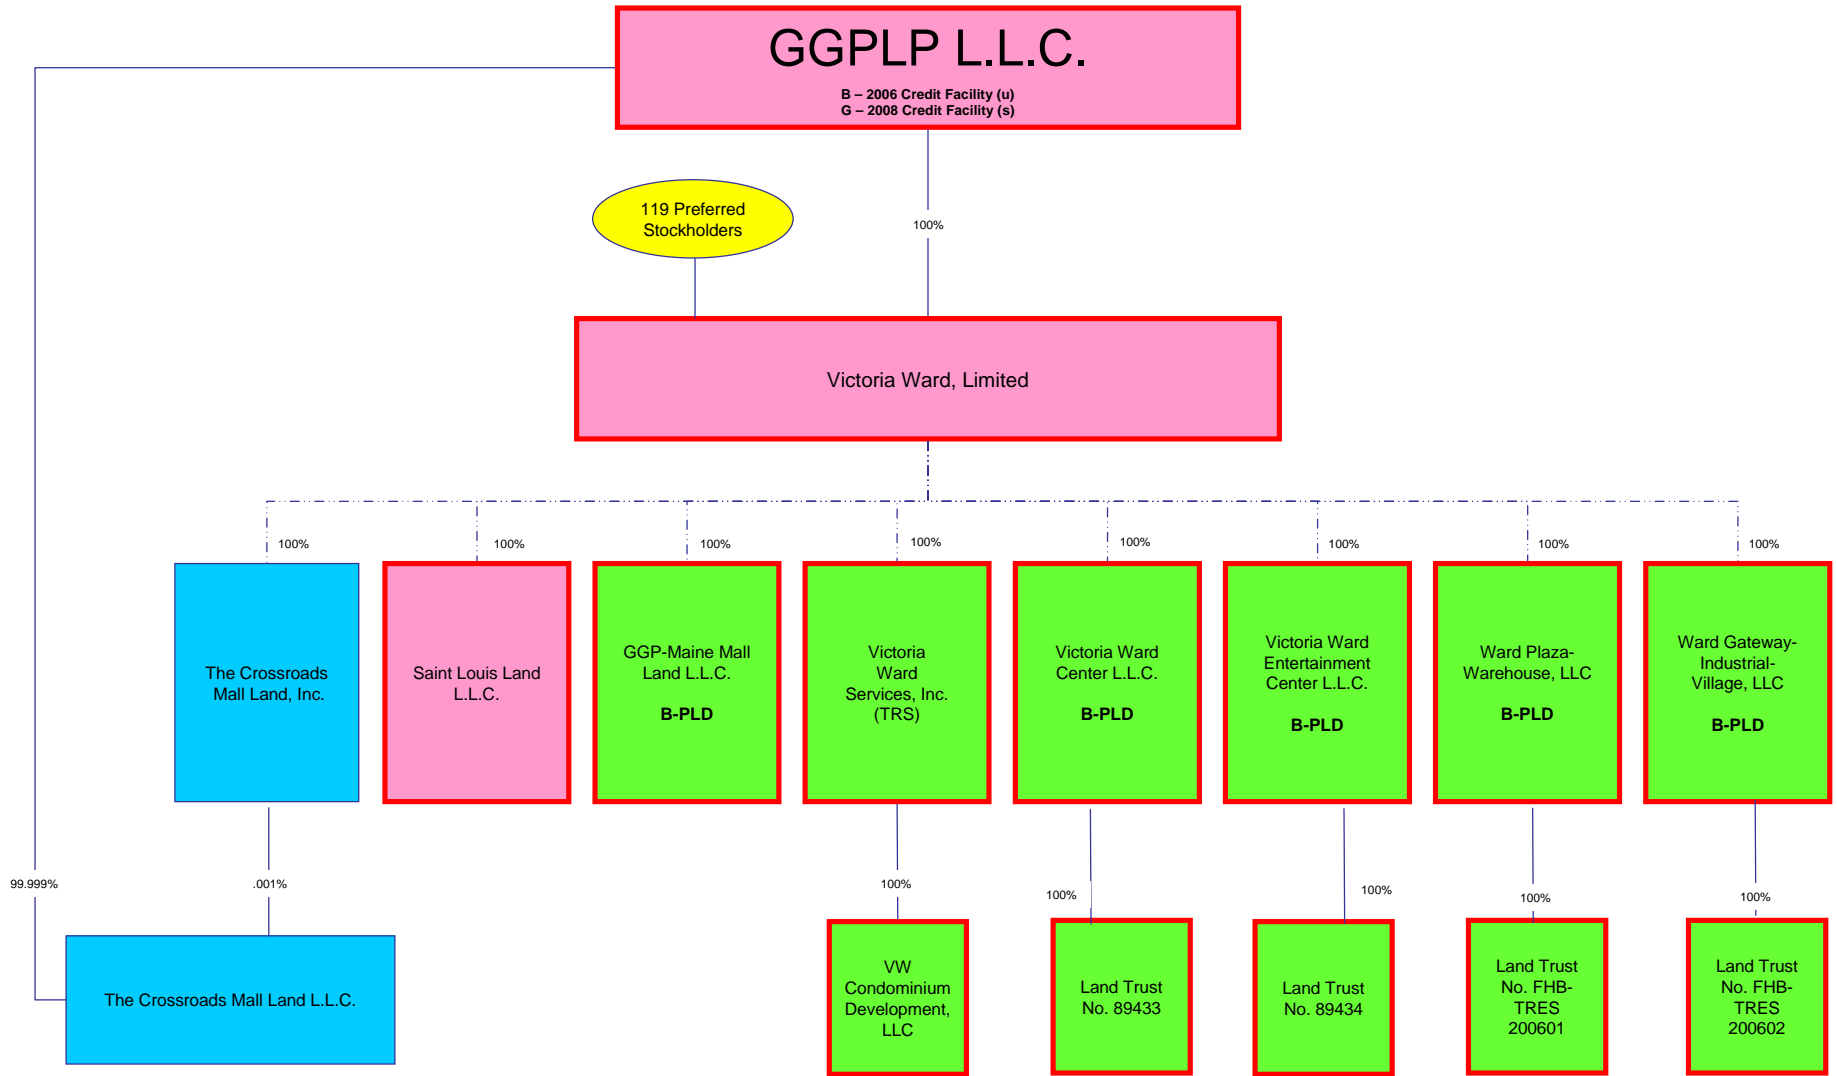 GGPLP L.L.C.
B – 2006 Credit Facility (u)
G – 2008 Credit Facility (s)
119 Preferred
Stockholders
100%
Victoria Ward, Limited
100%
100%
100%
100%
100%
100%
100%
100%
The Crossroads
Mall Land, Inc.
Saint Louis Land
L.L.C.
GGP-Maine Mall
Land L.L.C.
B-PLD
Victoria
Ward
Services, Inc.
(TRS)
Victoria Ward
Center L.L.C.
B-PLD
Victoria Ward
Entertainment
Center L.L.C.
B-PLD
Ward Plaza-
Warehouse, LLC
B-PLD
Ward Gateway-
Industrial-
Village, LLC
B-PLD
99.999%
.001%
100%
100%
100%
100%
100%
The Crossroads Mall Land L.L.C.
VW
Condominium
Development,
LLC
Land Trust
No. 89433
Land Trust
No. 89434
Land Trust
No. FHB-
TRES
200601
Land Trust
No. FHB-
TRES
200602